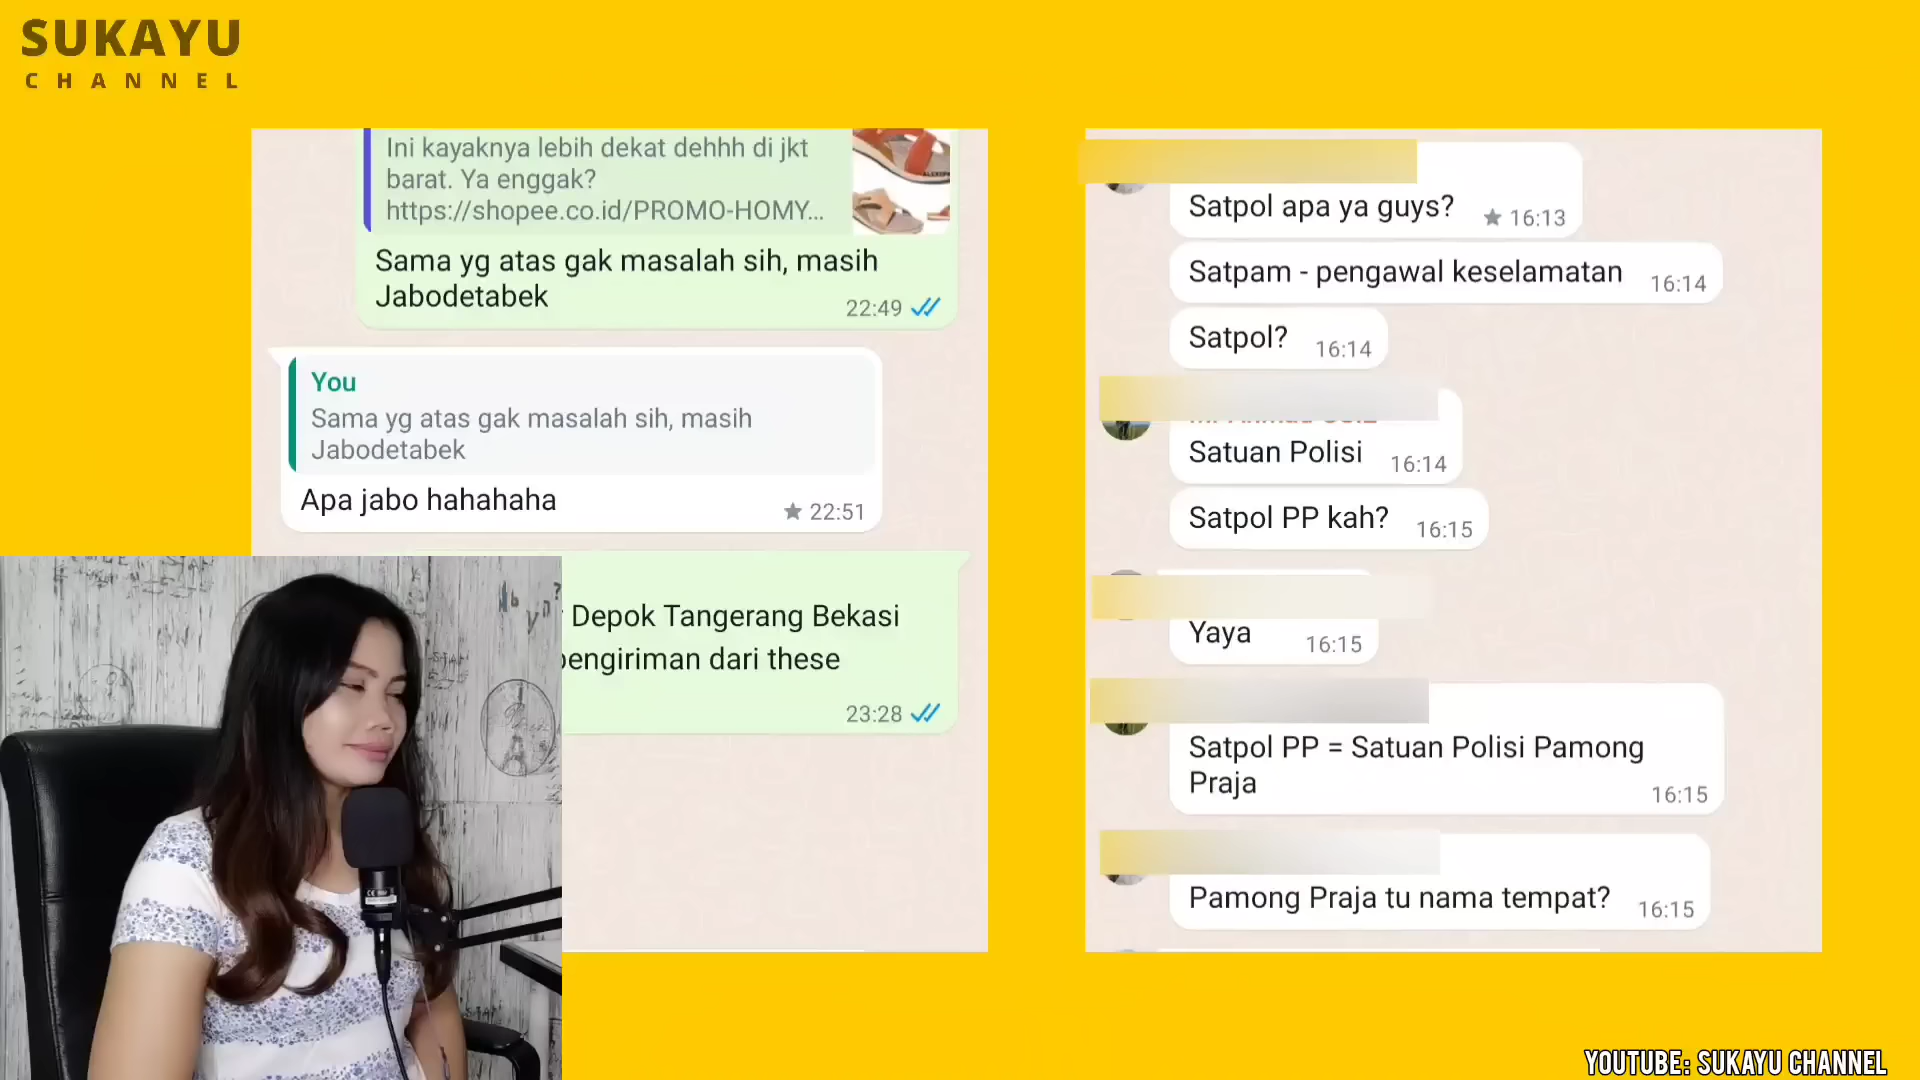 SUKAYU
CHANNEL
Ini kayaknya lebih dekat dehhh di jkt
barat. Ya enggak?
https://shopee.co.id/PROMO-HOMY...
Sama yg atas gak masalah sih, masih
Jabodetabek
22:49
You
Sama yg atas gak masalah sih, masih
Jabodetabek
Apa jabo hahahaha
22:51
Depok Tangerang Bekasi
pengiriman dari these
23:28
Satpol apa ya guys?
16:13
Satpam - pengawal keselamatan
16:14
Satpol?
16:14
Satuan Polisi
16:14
Satpol PP kah?
16:15
Yaya
16:15
Satpol PP = Satuan Polisi Pamong
Praja
16:15
Pamong Praja tu nama tempat?
16:15
YOUTUBE: SUKAYU CHANNEL